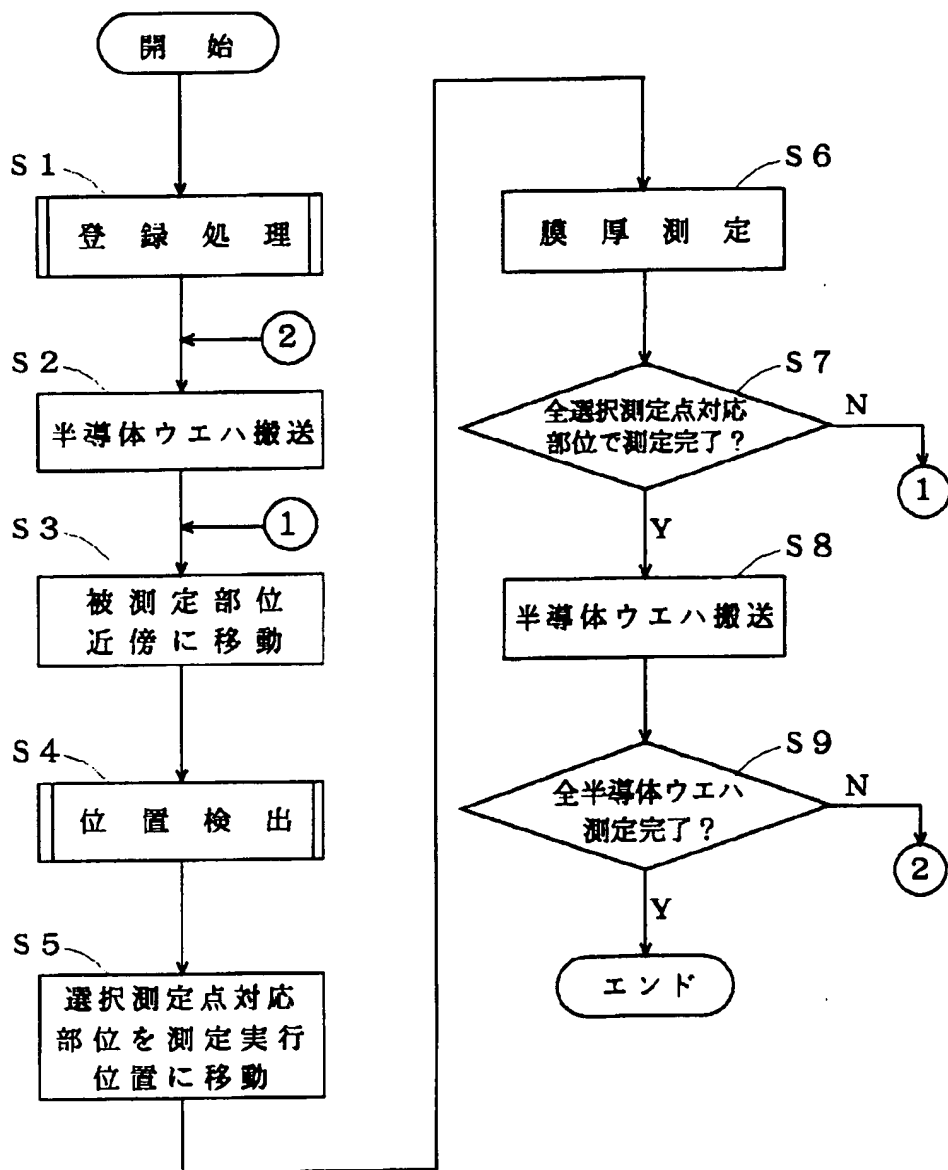 開始
S1
登録処理
2
S2
半導体ウエハ搬送
1
S3
被測定部位
近傍に移動
S4
位置検出
S5
選択測定点対応
部位を測定実行
位置に移動
S6
膜厚測定
S7
全選択測定点対応
部位で測定完了?
N
1
Y
S8
半導体ウエハ搬送
S9
全半導体ウエハ
測定完了?
N
2
Y
エンド